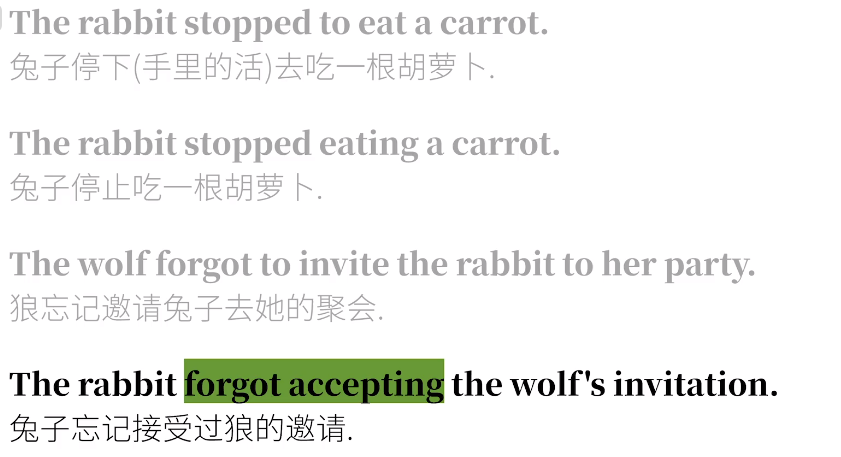 The rabbit stopped to eat a carrot.
兔子停下(手里的活)去吃一根胡萝卜.
The rabbit stopped eating a carrot.
兔子停止吃一根胡萝卜.
The wolf forgot to invite the rabbit to her party.
狼忘记邀请兔子去她的聚会.
The rabbit forgot accepting the wolf's invitation.
兔子忘记接受过狼的邀请.